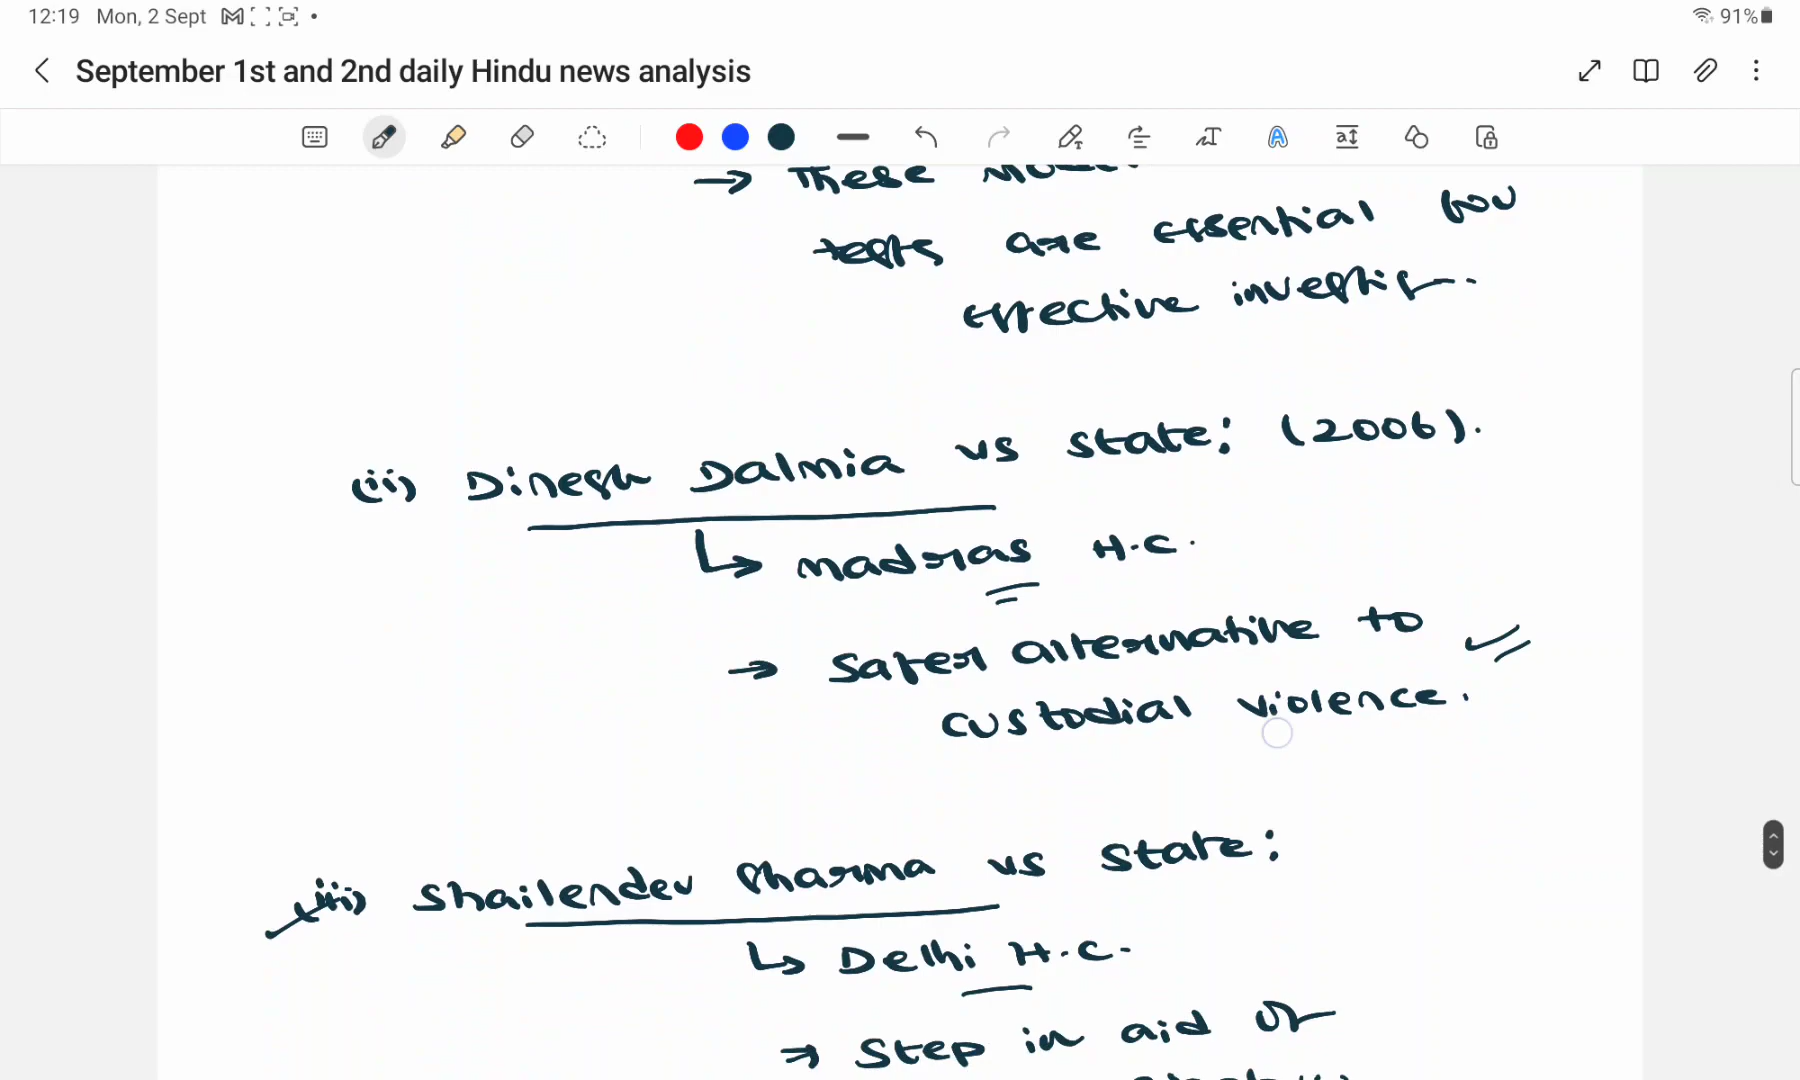 12:19 Mon, 2 Sept 91%
September 1st and 2nd daily Hindu news analysis
→ These
tests are essential for
effective investig—..
(ii) Dinesh Dalmia vs state: (2006).
↳ madras H.C.
→ safer alternative to
custodial violence.
(iii) Shailender Sharma vs state:
↳ Delhi H.C.
⇒ step in aid of